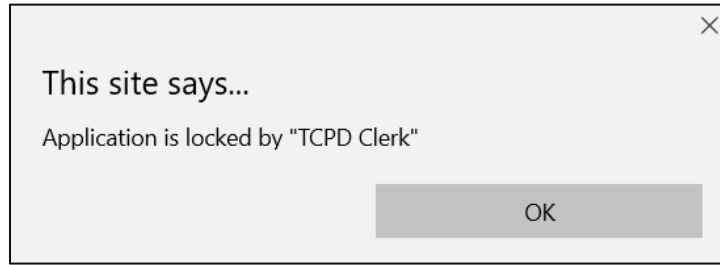 This site says...
Application is locked by "TCPD Clerk"
OK